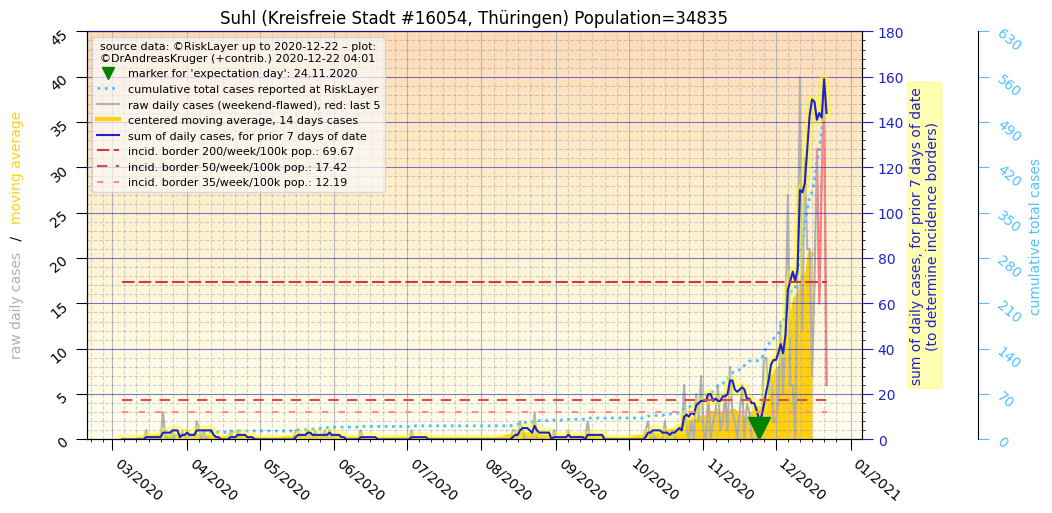 Suhl (Kreisfreie Stadt #16054, Thüringen) Population=34835
source data: ©RiskLayer up to 2020-12-22 – plot:
©DrAndreasKruger (+contrib.) 2020-12-22 04:01
marker for 'expectation day': 24.11.2020
cumulative total cases reported at RiskLayer
raw daily cases (weekend-flawed), red: last 5
centered moving average, 14 days cases
sum of daily cases, for prior 7 days of date
incid. border 200/week/100k pop.: 69.67
incid. border 50/week/100k pop.: 17.42
incid. border 35/week/100k pop.: 12.19
raw daily cases / moving average
45
40
35
30
25
20
15
10
5
0
03/2020
04/2020
05/2020
06/2020
07/2020
08/2020
09/2020
10/2020
11/2020
12/2020
01/2021
180
160
140
120
100
80
60
40
20
0
sum of daily cases, for prior 7 days of date
(to determine incidence borders)
630
560
490
420
350
280
210
140
70
0
cumulative total cases